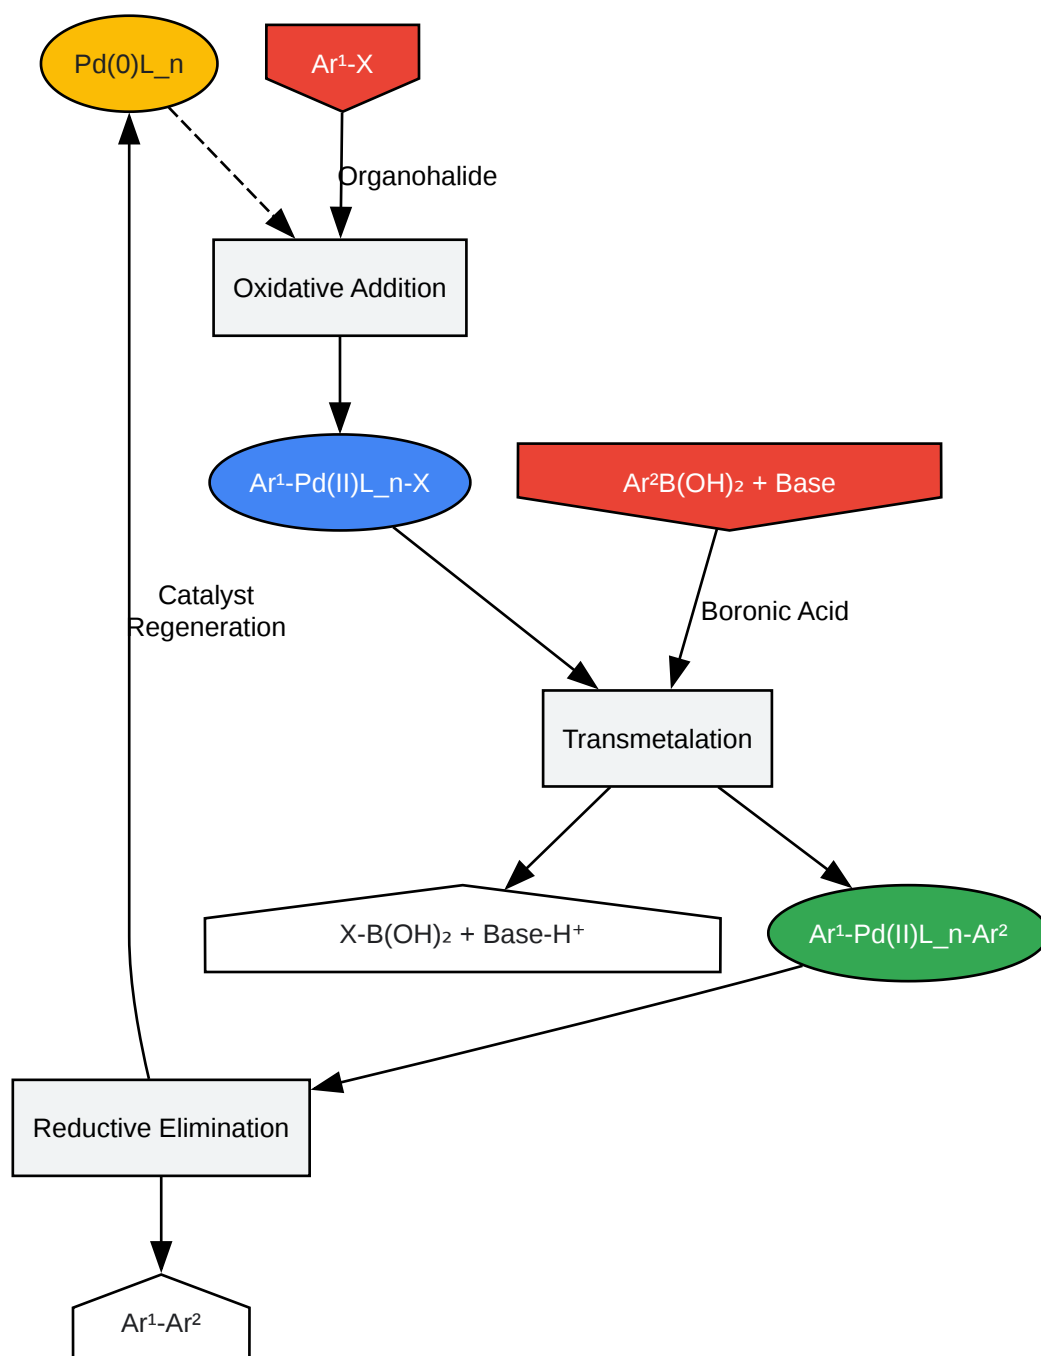 Pd(0)L_n
Ar¹-X
Organohalide
Oxidative Addition
Ar¹-Pd(II)L_n-X
Ar²B(OH)₂ + Base
Catalyst
Regeneration
Boronic Acid
Transmetalation
X-B(OH)₂ + Base-H⁺
Ar¹-Pd(II)L_n-Ar²
Reductive Elimination
Ar¹-Ar²